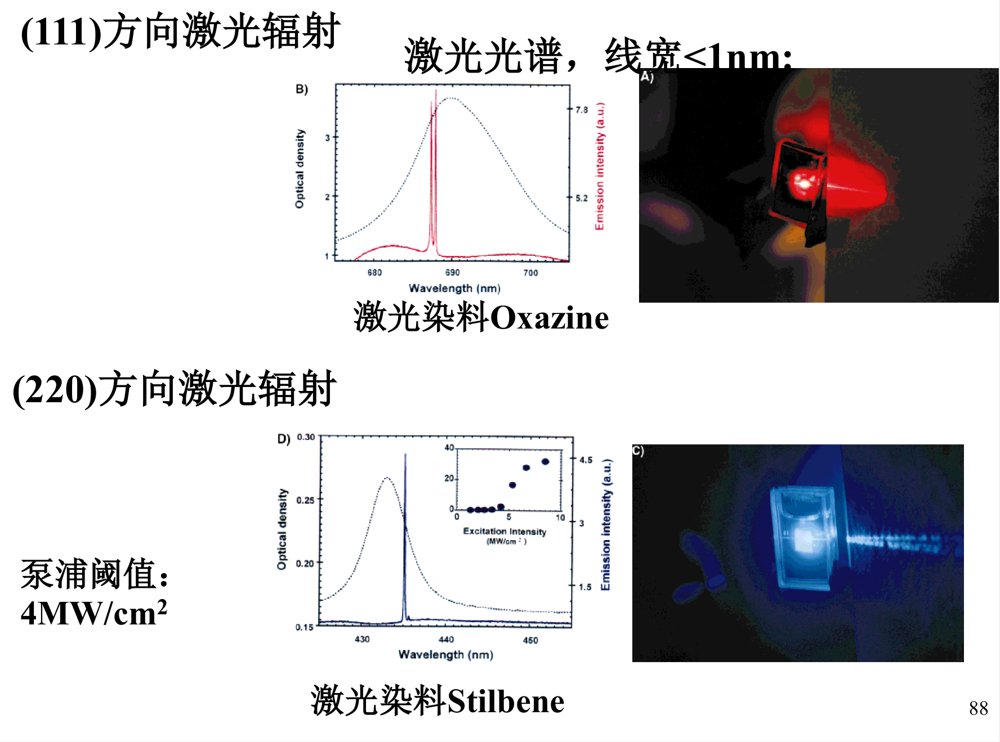 (111)方向激光辐射
激光光谱，线宽<1nm;
B)
Optical density
3
2
1
7.8
5.2
Emission intensity (a.u.)
680 690 700
Wavelength (nm)
A)
激光染料Oxazine
(220)方向激光辐射
D)
Optical density
0.30
0.25
0.20
0.15
40
20
0
0 5 10
Excitation Intensity
(MW/cm²)
4.5
3
1.5
Emission intensity (a.u.)
430 440 450
Wavelength (nm)
C)
泵浦阈值：
4MW/cm²
激光染料Stilbene
88